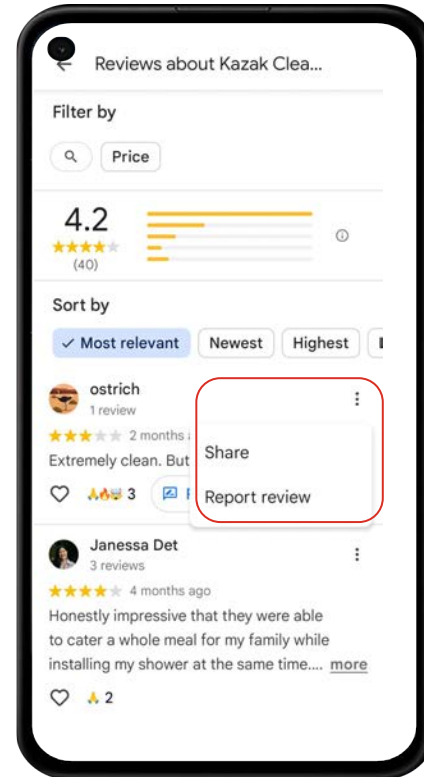 Reviews about Kazak Clea...
Filter by
Price
4.2
(40)
Sort by
Most relevant
Newest
Highest
ostrich
1 review
2 months
Extremely clean. But
Share
3
Report review
Janessa Det
3 reviews
4 months ago
Honestly impressive that they were able
to cater a whole meal for my family while
installing my shower at the same time.... more
2